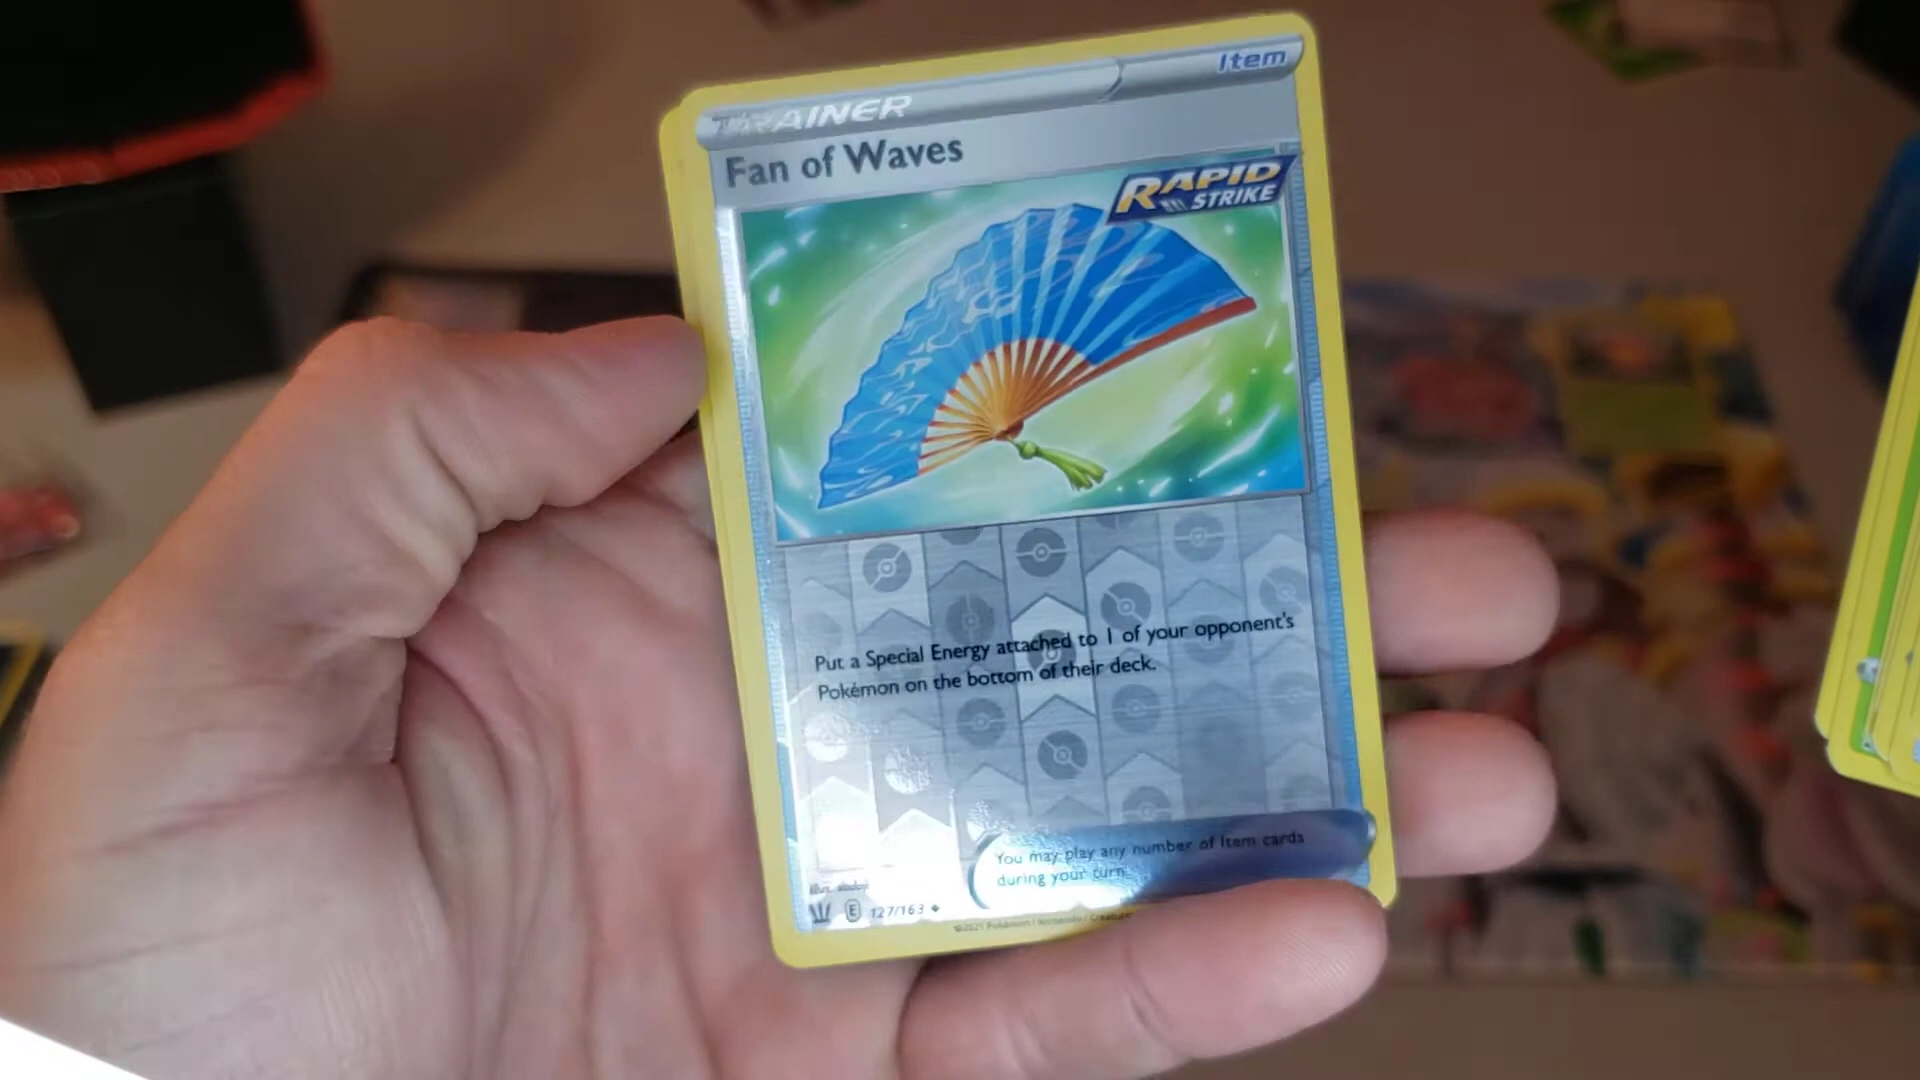 TRAINER
Item
Fan of Waves
RAPID
STRIKE
Put a Special Energy attached to 1 of your opponent's
Pokémon on the bottom of their deck.
You may play any number of Item cards
during your turn.
illus.
E 127/163
©2021 Pokémon / Nintendo / Creatures